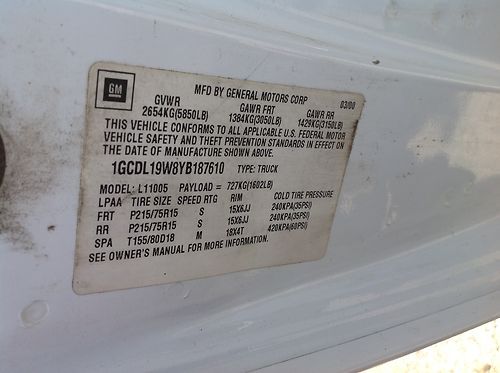 GM
MFD BY GENERAL MOTORS CORP 03/00
GVWR GAWR FRT GAWR RR
2654KG(5850LB) 1384KG(3050LB) 1429KG(3150LB)
THIS VEHICLE CONFORMS TO ALL APPLICABLE U.S. FEDERAL MOTOR
VEHICLE SAFETY AND THEFT PREVENTION STANDARDS IN EFFECT ON
THE DATE OF MANUFACTURE SHOWN ABOVE.
1GCDL19W8YB187610 TYPE: TRUCK
MODEL: L11005 PAYLOAD = 727KG(1602LB)
LPAA TIRE SIZE SPEED RTG RIM COLD TIRE PRESSURE
FRT P215/75R15 S 15X6JJ 240KPA(35PSI)
RR P215/75R15 S 15X6JJ 240KPA(35PSI)
SPA T155/80D18 M 18X4T 420KPA(60PSI)
SEE OWNER'S MANUAL FOR MORE INFORMATION.